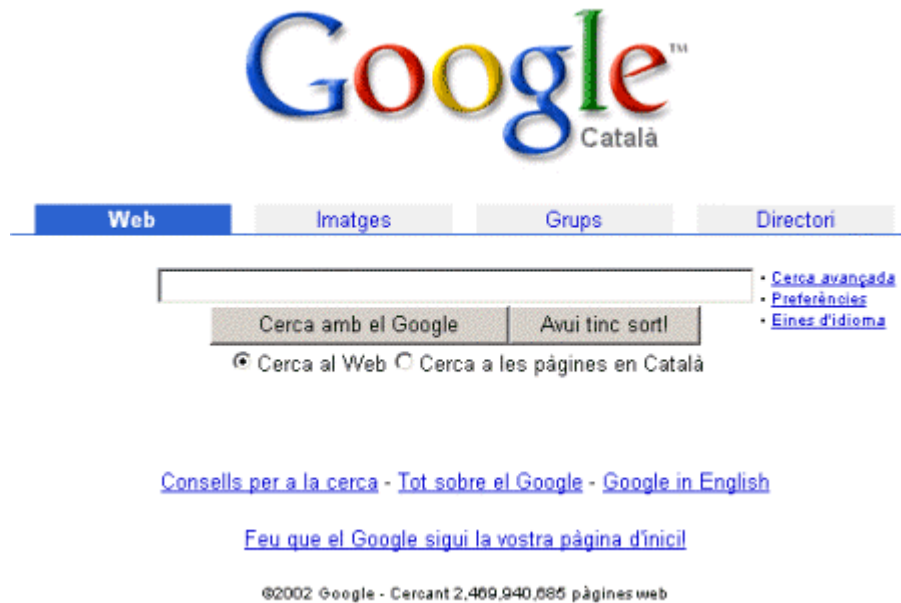 Google™
Català
Web Imatges Grups Directori
• Cerca avançada
• Preferències
• Eines d'idioma
Cerca amb el Google Avui tinc sort!
Cerca al Web Cerca a les pàgines en Català
Consells per a la cerca - Tot sobre el Google - Google in English
Feu que el Google sigui la vostra pàgina d'inici!
©2002 Google - Cercant 2,469,940,685 pàgines web